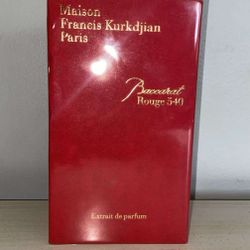 Maison
Francis Kurkdjian
Paris
Baccarat
Rouge 540
Extrait de parfum